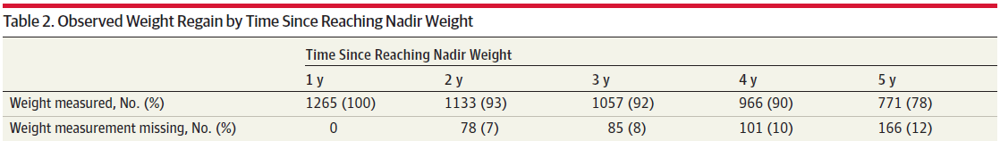 Table 2. Observed Weight Regain by Time Since Reaching Nadir Weight
Time Since Reaching Nadir Weight
1 y 2 y 3 y 4 y 5 y
Weight measured, No. (%) 1265 (100) 1133 (93) 1057 (92) 966 (90) 771 (78)
Weight measurement missing, No. (%) 0 78 (7) 85 (8) 101 (10) 166 (12)